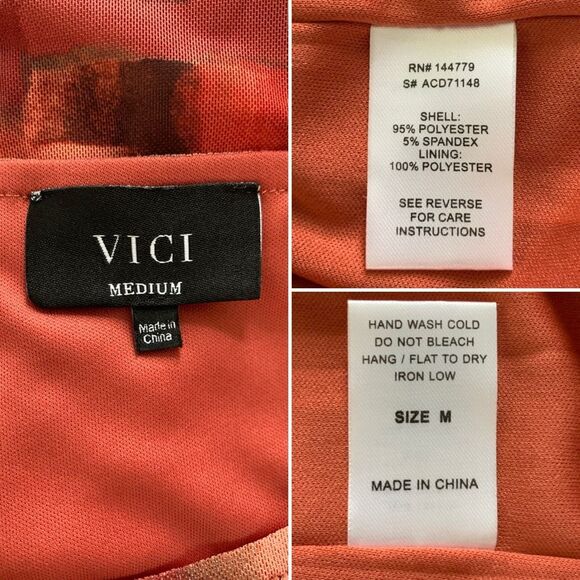 VICI
MEDIUM
Made in
China
RN# 144779
S# ACD71148
SHELL:
95% POLYESTER
5% SPANDEX
LINING:
100% POLYESTER
SEE REVERSE
FOR CARE
INSTRUCTIONS
HAND WASH COLD
DO NOT BLEACH
HANG / FLAT TO DRY
IRON LOW
SIZE M
MADE IN CHINA